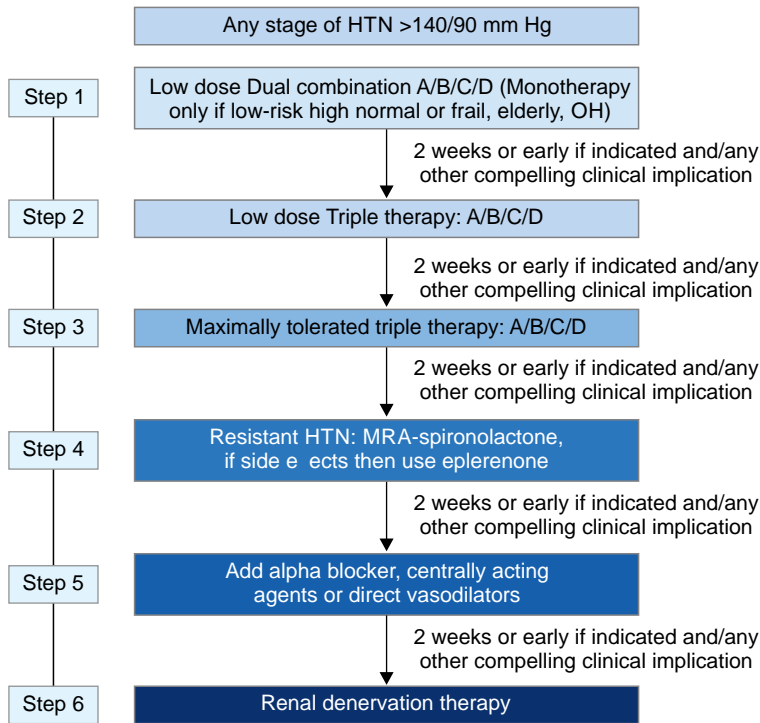 Any stage of HTN >140/90 mm Hg
Step 1
Low dose Dual combination A/B/C/D (Monotherapy
only if low-risk high normal or frail, elderly, OH)
2 weeks or early if indicated and/any
other compelling clinical implication
Step 2
Low dose Triple therapy: A/B/C/D
2 weeks or early if indicated and/any
other compelling clinical implication
Step 3
Maximally tolerated triple therapy: A/B/C/D
2 weeks or early if indicated and/any
other compelling clinical implication
Step 4
Resistant HTN: MRA-spironolactone,
if side e ects then use eplerenone
2 weeks or early if indicated and/any
other compelling clinical implication
Step 5
Add alpha blocker, centrally acting
agents or direct vasodilators
2 weeks or early if indicated and/any
other compelling clinical implication
Step 6
Renal denervation therapy